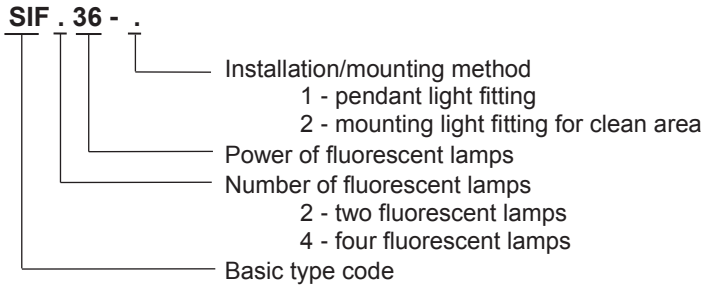 SIF . 36 - .
Installation/mounting method
1 - pendant light fitting
2 - mounting light fitting for clean area
Power of fluorescent lamps
Number of fluorescent lamps
2 - two fluorescent lamps
4 - four fluorescent lamps
Basic type code